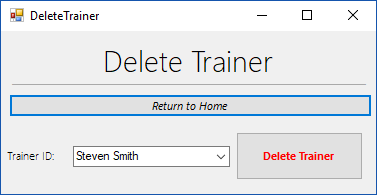 DeleteTrainer
Delete Trainer
Return to Home
Trainer ID:
Steven Smith
Delete Trainer